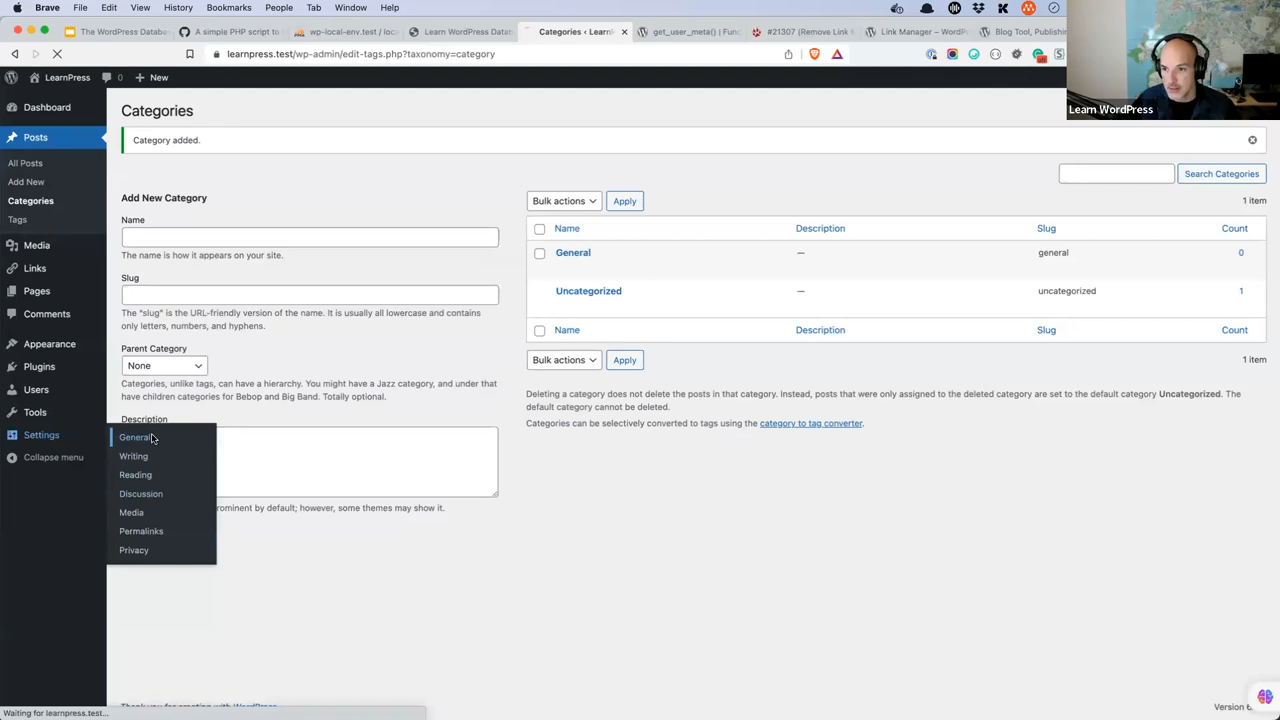 Brave File Edit View History Bookmarks People Tab Window Help
The WordPress Databa
A simple PHP script to
wp-local-env.test / loca
Learn WordPress Datab
Categories ‹ LearnP
get_user_meta() | Func
#21307 (Remove Link
Link Manager – WordP
Blog Tool, Publishin
learnpress.test/wp-admin/edit-tags.php?taxonomy=category
LearnPress 0 New
Learn WordPress
Dashboard
Posts
All Posts
Add New
Categories
Tags
Media
Links
Pages
Comments
Appearance
Plugins
Users
Tools
Settings
Collapse menu
General
Writing
Reading
Discussion
Media
Permalinks
Privacy
Categories
Category added.
Search Categories
Add New Category
Name
The name is how it appears on your site.
Slug
The “slug” is the URL-friendly version of the name. It is usually all lowercase and contains
only letters, numbers, and hyphens.
Parent Category
None
Categories, unlike tags, can have a hierarchy. You might have a Jazz category, and under that
have children categories for Bebop and Big Band. Totally optional.
Description
prominent by default; however, some themes may show it.
Bulk actions Apply 1 item
Name Description Slug Count
General — general 0
Uncategorized — uncategorized 1
Name Description Slug Count
Bulk actions Apply 1 item
Deleting a category does not delete the posts in that category. Instead, posts that were only assigned to the deleted category are set to the default category Uncategorized. The
default category cannot be deleted.
Categories can be selectively converted to tags using the category to tag converter.
Thank you for creating with WordPress
Version 6
Waiting for learnpress.test...